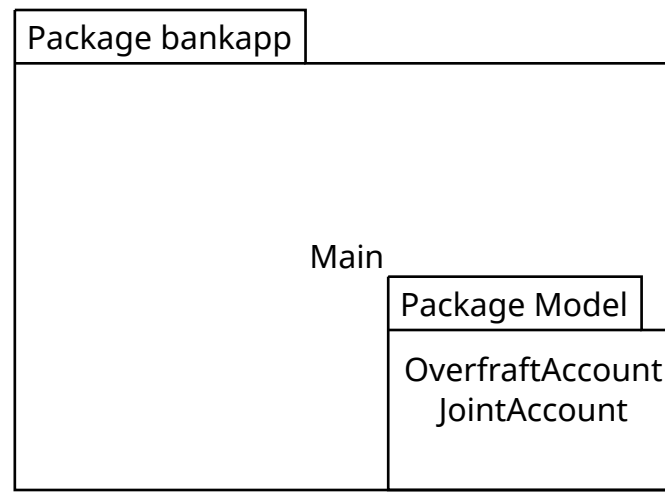 Package bankapp
Main
Package Model
OverfraftAccount
JointAccount